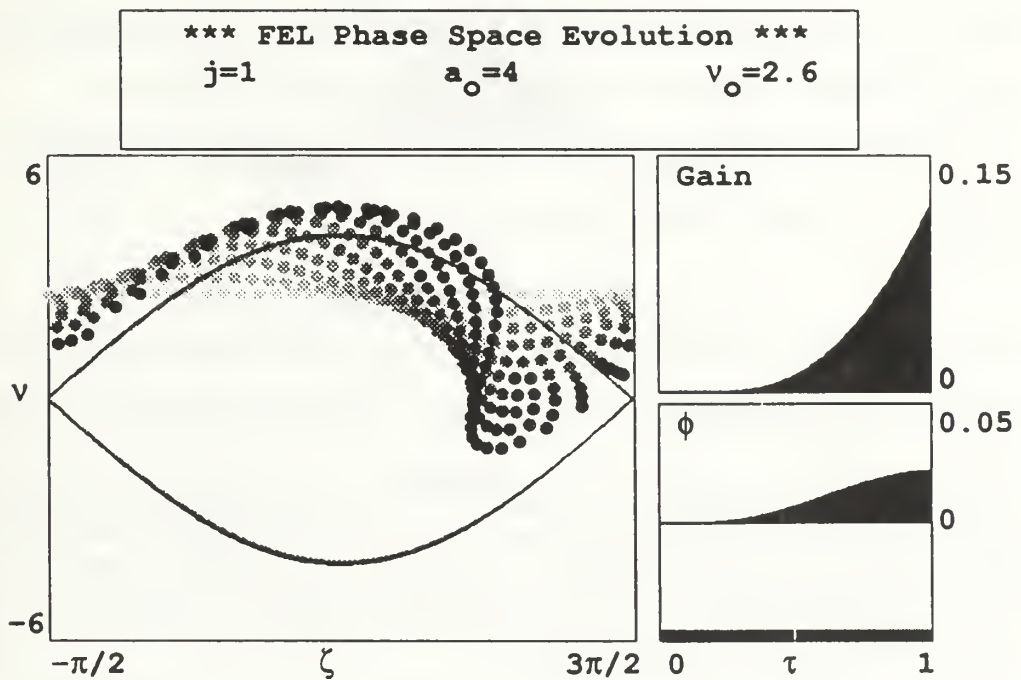 *** FEL Phase Space Evolution ***
j=1 a₀=4 ν₀=2.6
6
Gain
0.15
0
ν
ϕ
0.05
0
-6
-π/2 ζ 3π/2 0 τ 1